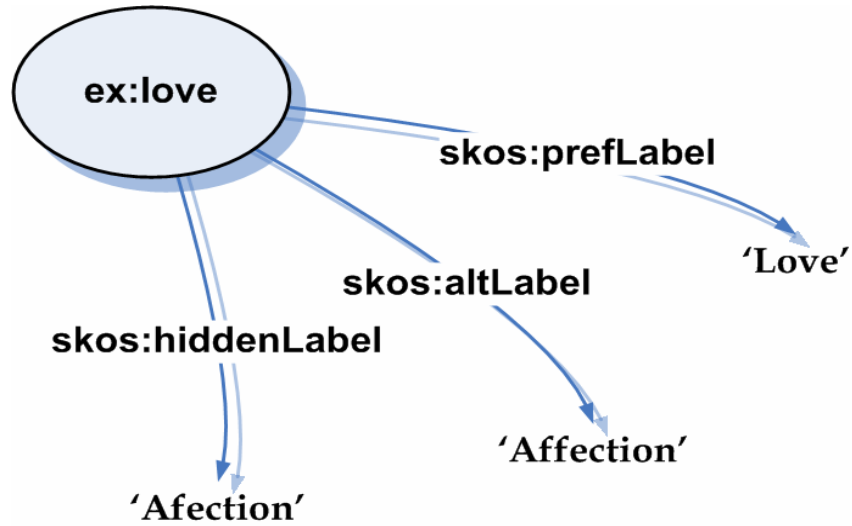 ex:love
skos:prefLabel
‘Love’
skos:altLabel
skos:hiddenLabel
‘Affection’
‘Afection’